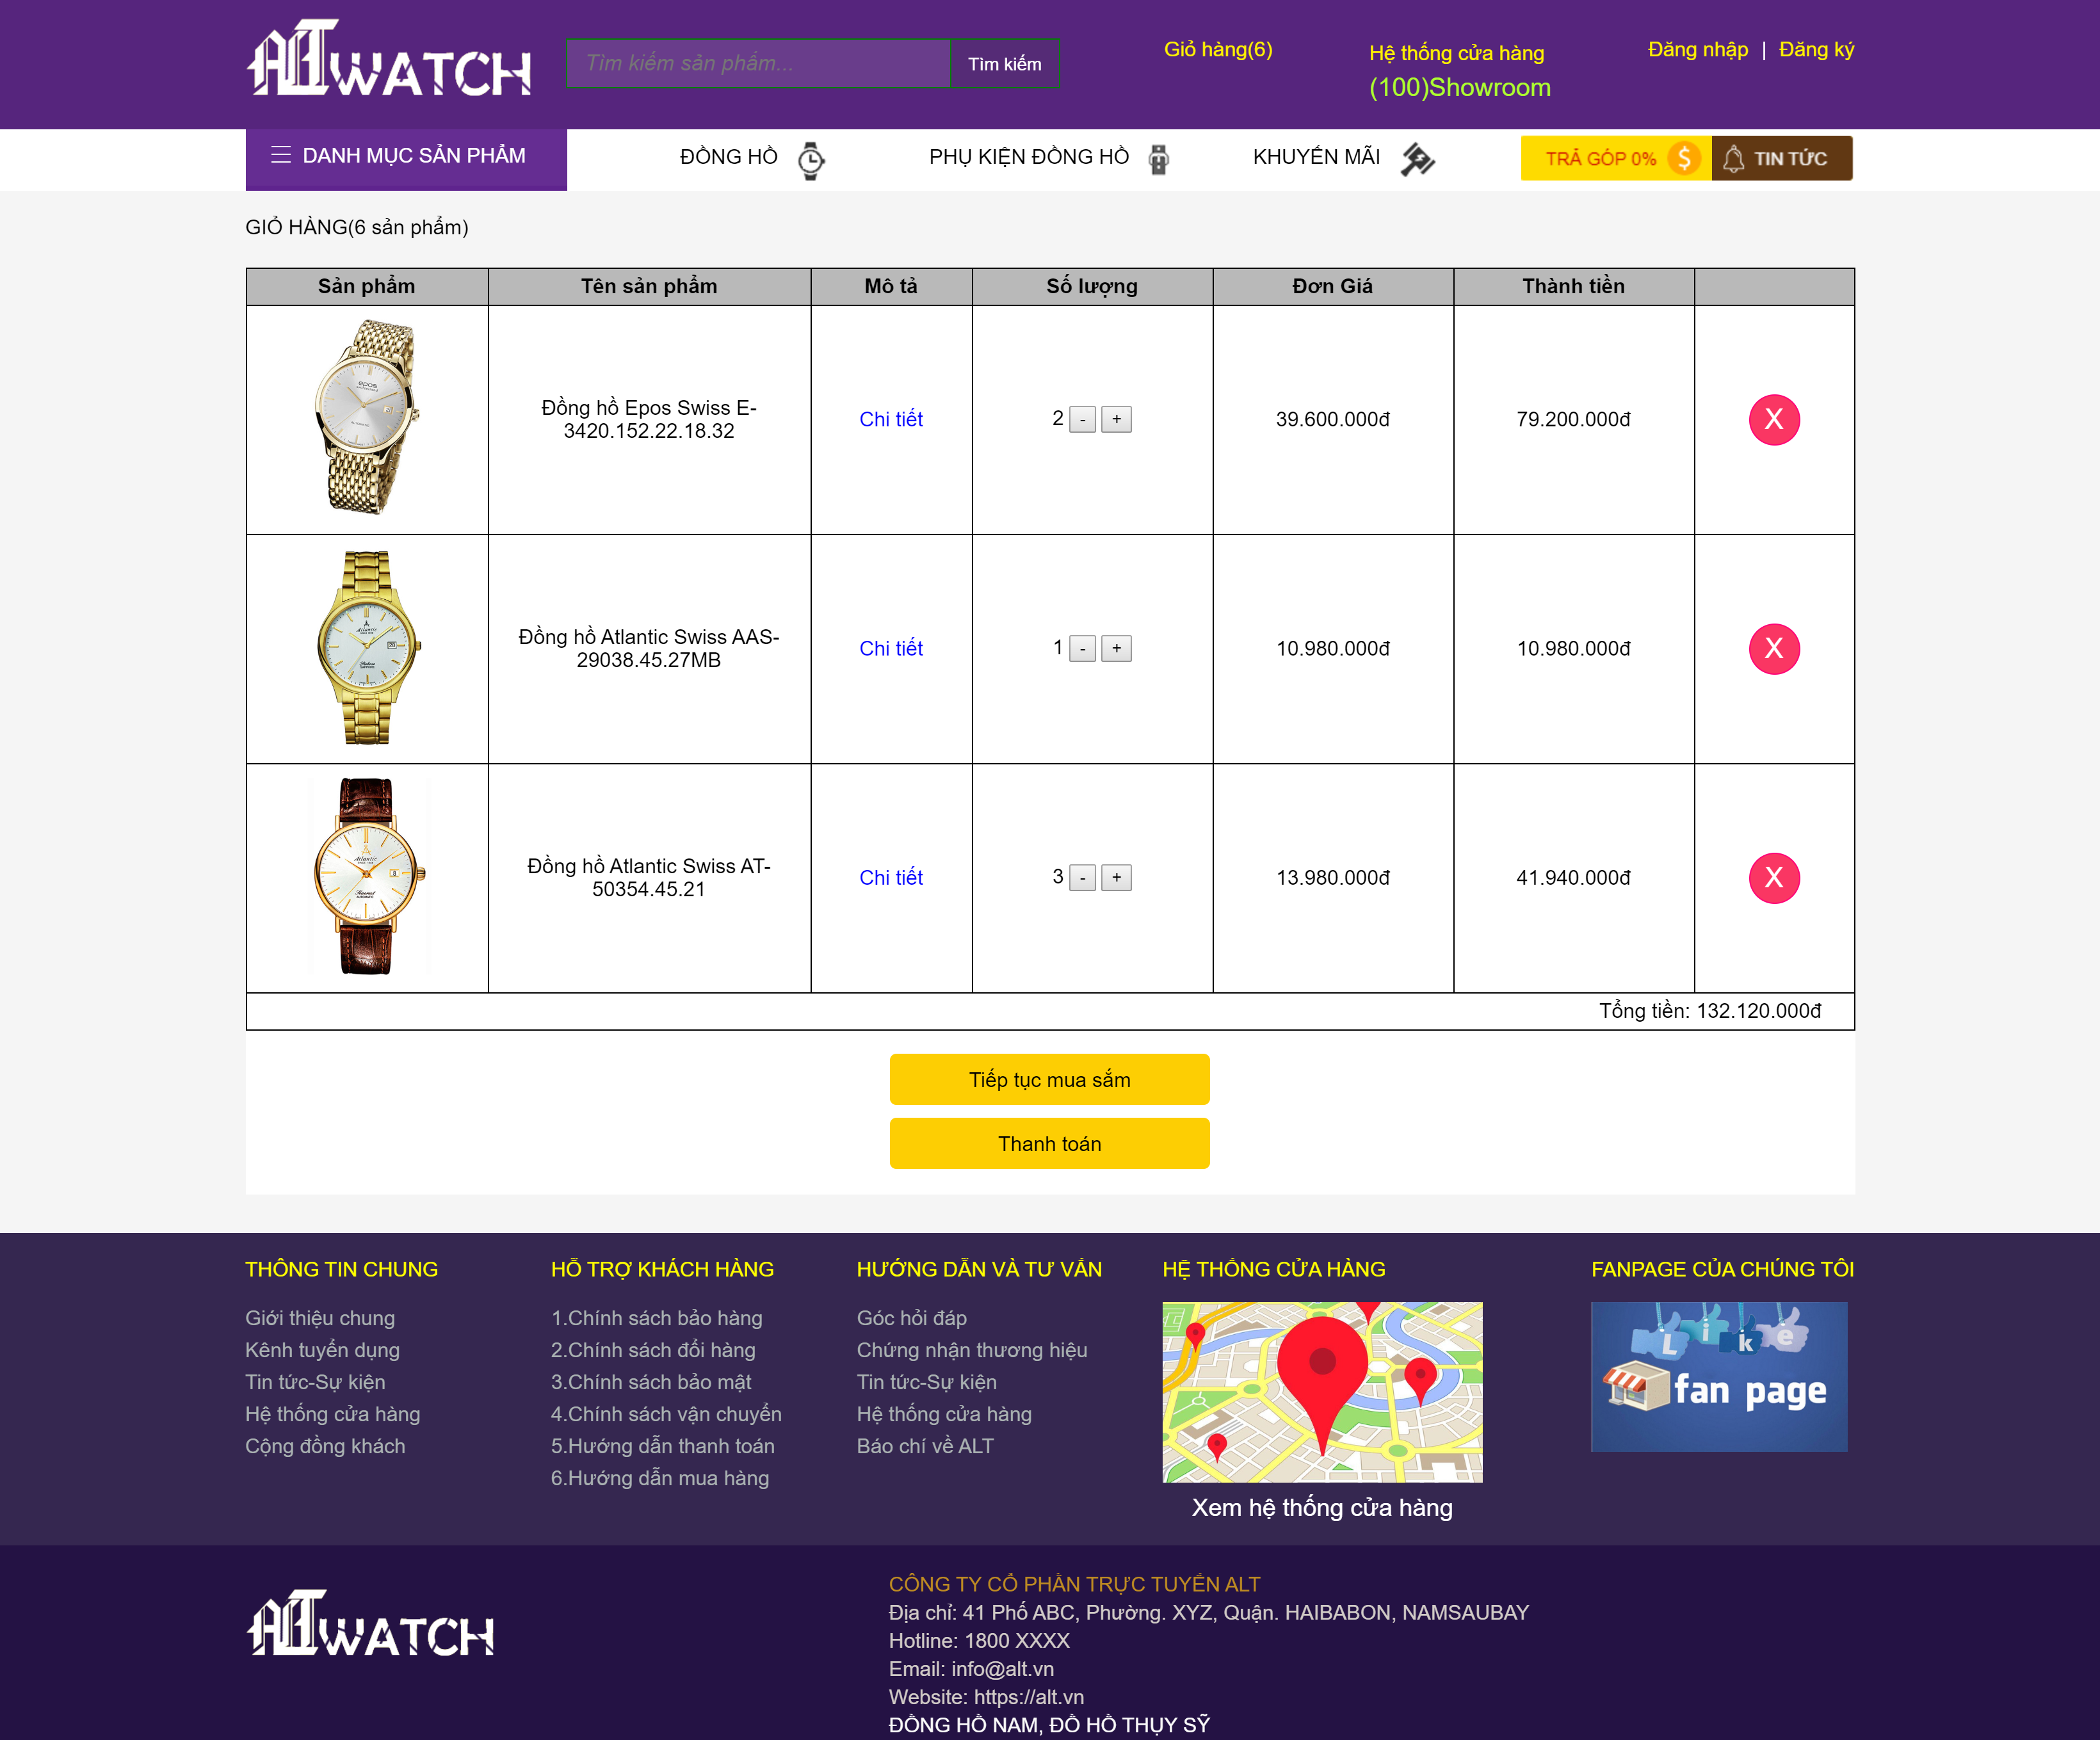 ALT WATCH
Tìm kiếm sản phẩm...
Tìm kiếm
Giỏ hàng(6)
Hệ thống cửa hàng
(100)Showroom
Đăng nhập | Đăng ký
DANH MỤC SẢN PHẨM
ĐỒNG HỒ
PHỤ KIỆN ĐỒNG HỒ
KHUYẾN MÃI
TRẢ GÓP 0%
TIN TỨC
GIỎ HÀNG(6 sản phẩm)
Sản phẩm Tên sản phẩm Mô tả Số lượng Đơn Giá Thành tiền
epos
Đồng hồ Epos Swiss E-
3420.152.22.18.32
Chi tiết
2 - +
39.600.000đ
79.200.000đ
X
Atlantic
Đồng hồ Atlantic Swiss AAS-
29038.45.27MB
Chi tiết
1 - +
10.980.000đ
10.980.000đ
X
Atlantic
8
Đồng hồ Atlantic Swiss AT-
50354.45.21
Chi tiết
3 - +
13.980.000đ
41.940.000đ
X
Tổng tiền: 132.120.000đ
Tiếp tục mua sắm
Thanh toán
THÔNG TIN CHUNG
Giới thiệu chung
Kênh tuyển dụng
Tin tức-Sự kiện
Hệ thống cửa hàng
Cộng đồng khách
HỖ TRỢ KHÁCH HÀNG
1.Chính sách bảo hàng
2.Chính sách đổi hàng
3.Chính sách bảo mật
4.Chính sách vận chuyển
5.Hướng dẫn thanh toán
6.Hướng dẫn mua hàng
HƯỚNG DẪN VÀ TƯ VẤN
Góc hỏi đáp
Chứng nhận thương hiệu
Tin tức-Sự kiện
Hệ thống cửa hàng
Báo chí về ALT
HỆ THỐNG CỬA HÀNG
Xem hệ thống cửa hàng
FANPAGE CỦA CHÚNG TÔI
Like
fan page
ALT WATCH
CÔNG TY CỔ PHẦN TRỰC TUYẾN ALT
Địa chỉ: 41 Phố ABC, Phường. XYZ, Quận. HAIBABON, NAMSAUBAY
Hotline: 1800 XXXX
Email: info@alt.vn
Website: https://alt.vn
ĐỒNG HỒ NAM, ĐỒ HỒ THỤY SỸ